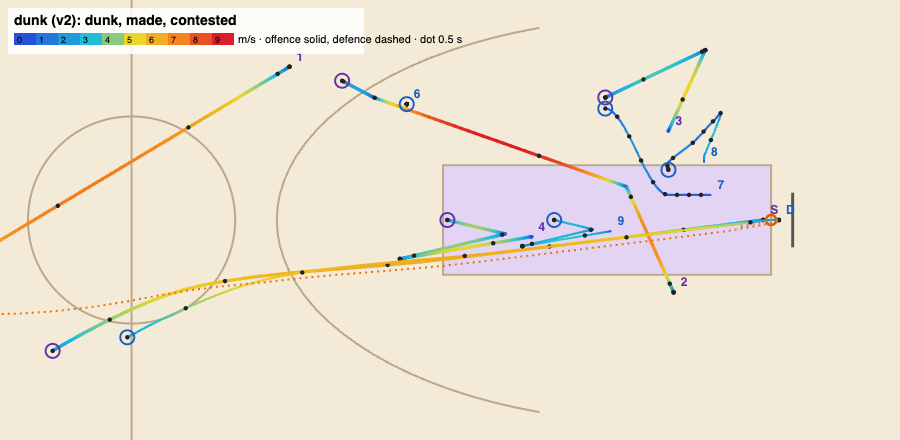 dunk (v2): dunk, made, contested
0 1 2 3 4 5 6 7 8 9 m/s · offence solid, defence dashed · dot 0.5 s
1
6
3
8
7
S D
9
4
2